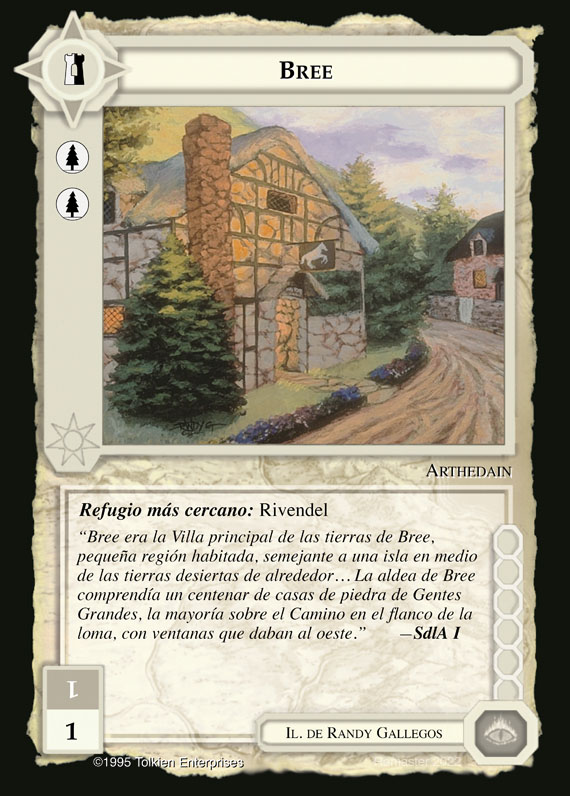 BREE
ARTHEDAIN
Refugio más cercano: Rivendel
“Bree era la Villa principal de las tierras de Bree,
pequeña región habitada, semejante a una isla en medio
de las tierras desiertas de alrededor… La aldea de Bree
comprendía un centenar de casas de piedra de Gentes
Grandes, la mayoría sobre el Camino en el flanco de la
loma, con ventanas que daban al oeste.” —SdlA I
1
1
IL. DE RANDY GALLEGOS
©1995 Tolkien Enterprises